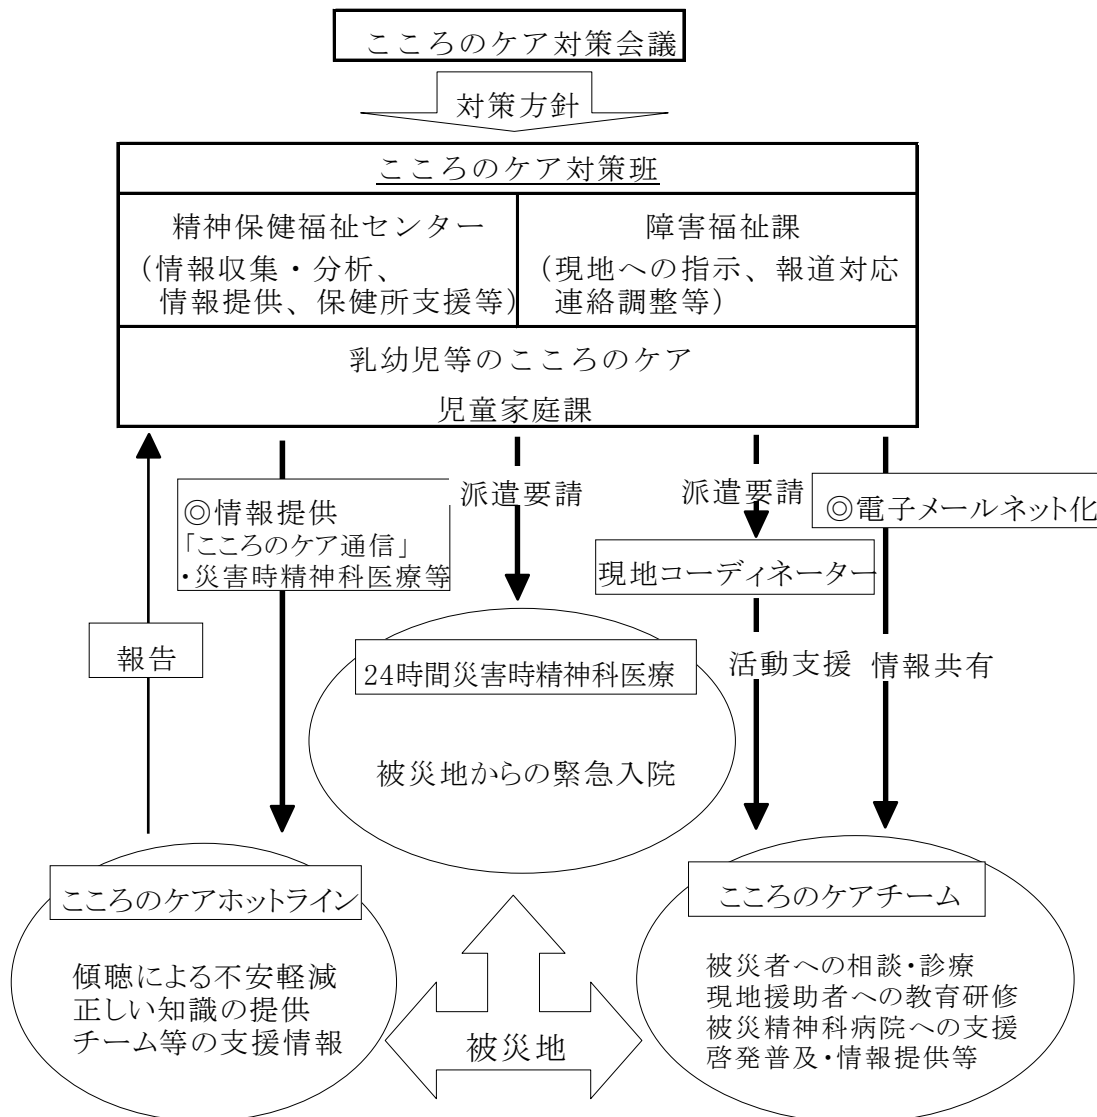 こころのケア対策会議
対策方針
こころのケア対策班
精神保健福祉センター
（情報収集・分析、
情報提供、保健所支援等）
障害福祉課
（現地への指示、報道対応
連絡調整等）
乳幼児等のこころのケア
児童家庭課
報告
◎情報提供
「こころのケア通信」
・災害時精神科医療等
派遣要請
派遣要請
◎電子メールネット化
現地コーディネーター
活動支援
情報共有
24時間災害時精神科医療
被災地からの緊急入院
こころのケアホットライン
傾聴による不安軽減
正しい知識の提供
チーム等の支援情報
被災地
こころのケアチーム
被災者への相談・診療
現地援助者への教育研修
被災精神科病院への支援
啓発普及・情報提供等